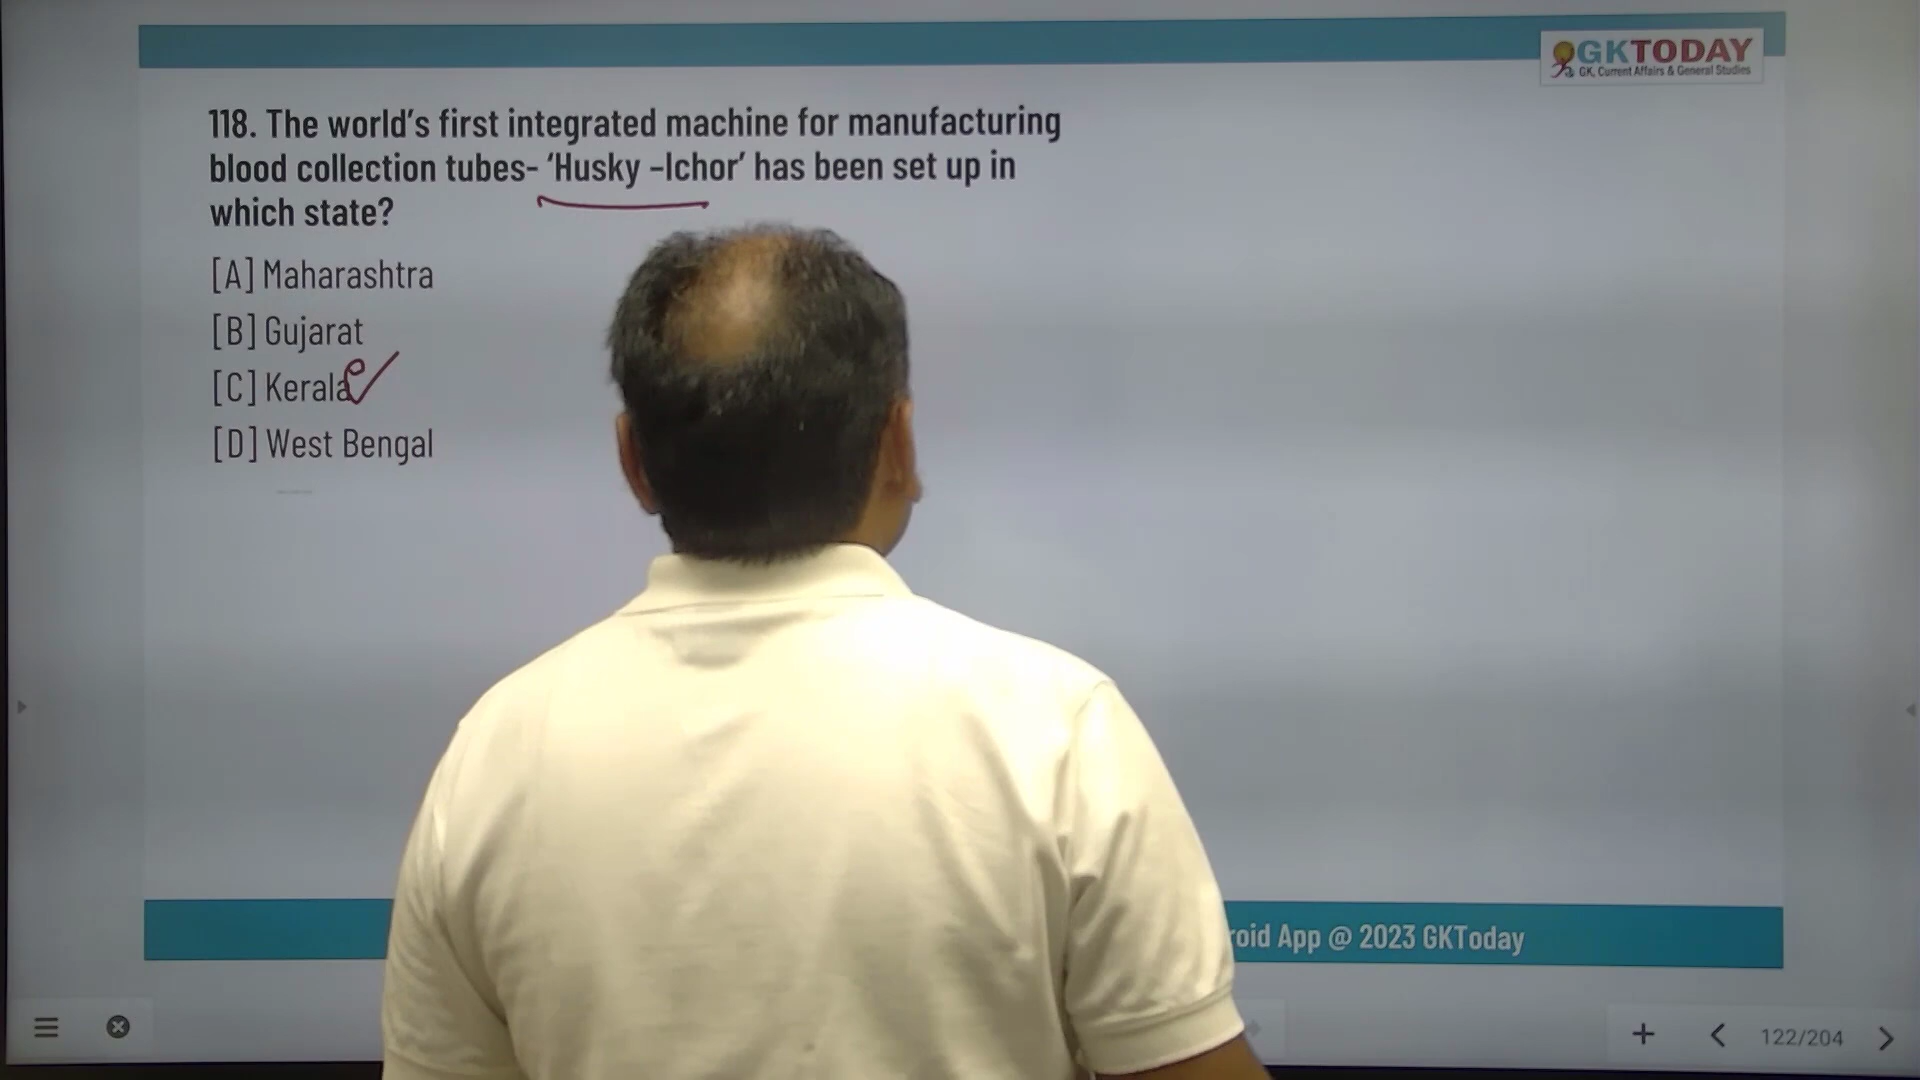 GKTODAY
GK, Current Affairs & General Studies
118. The world's first integrated machine for manufacturing
blood collection tubes- 'Husky –Ichor' has been set up in
which state?
[A] Maharashtra
[B] Gujarat
[C] Kerala
[D] West Bengal
roid App @ 2023 GKToday
122/204